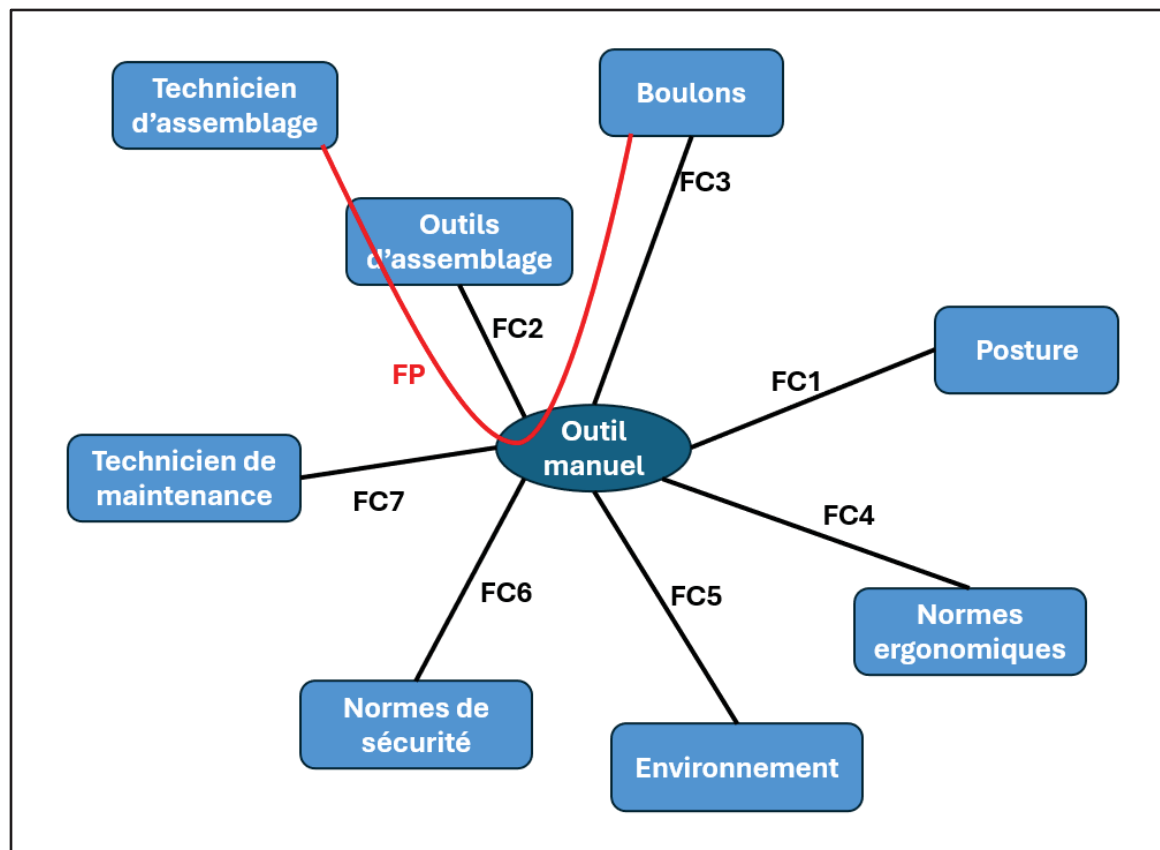 Technicien
d’assemblage
Boulons
FC3
Outils
d’assemblage
FC2
FP
Posture
FC1
Outil
manuel
Technicien de
maintenance
FC7
FC4
FC6
FC5
Normes
ergonomiques
Normes de
sécurité
Environnement